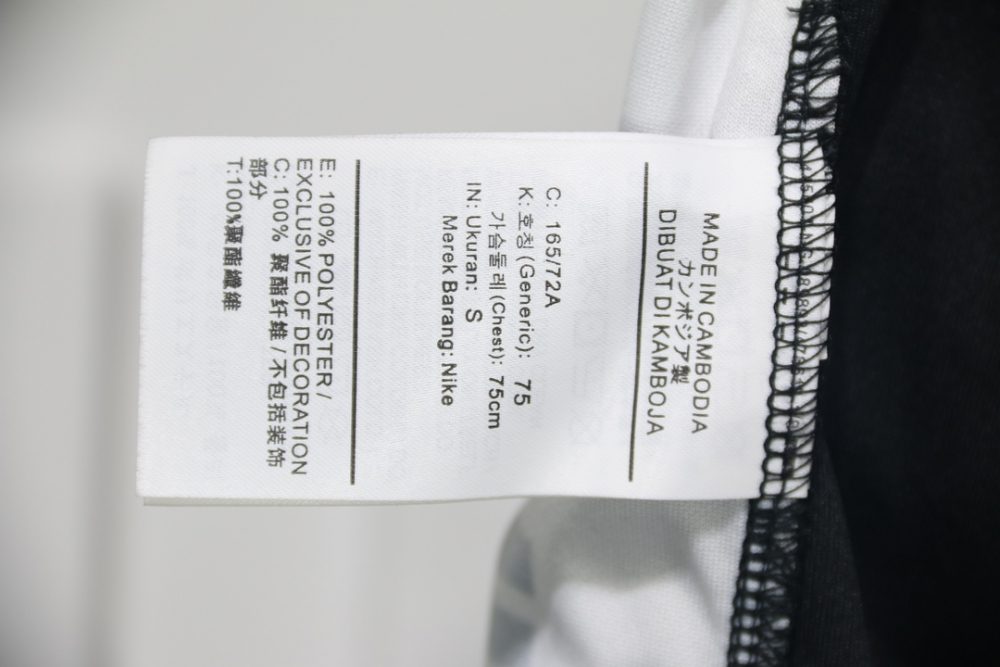 MADE IN CAMBODIA
カンボジア製
DIBUAT DI KAMBOJA
C: 165/72A
K: 호칭(Generic): 75
가슴둘레(Chest): 75cm
IN: Ukuran: S
Merek Barang: Nike
E: 100% POLYESTER /
EXCLUSIVE OF DECORATION
C: 100% 聚酯纤维 / 不包括装饰
部分
T:100%聚酯纖維